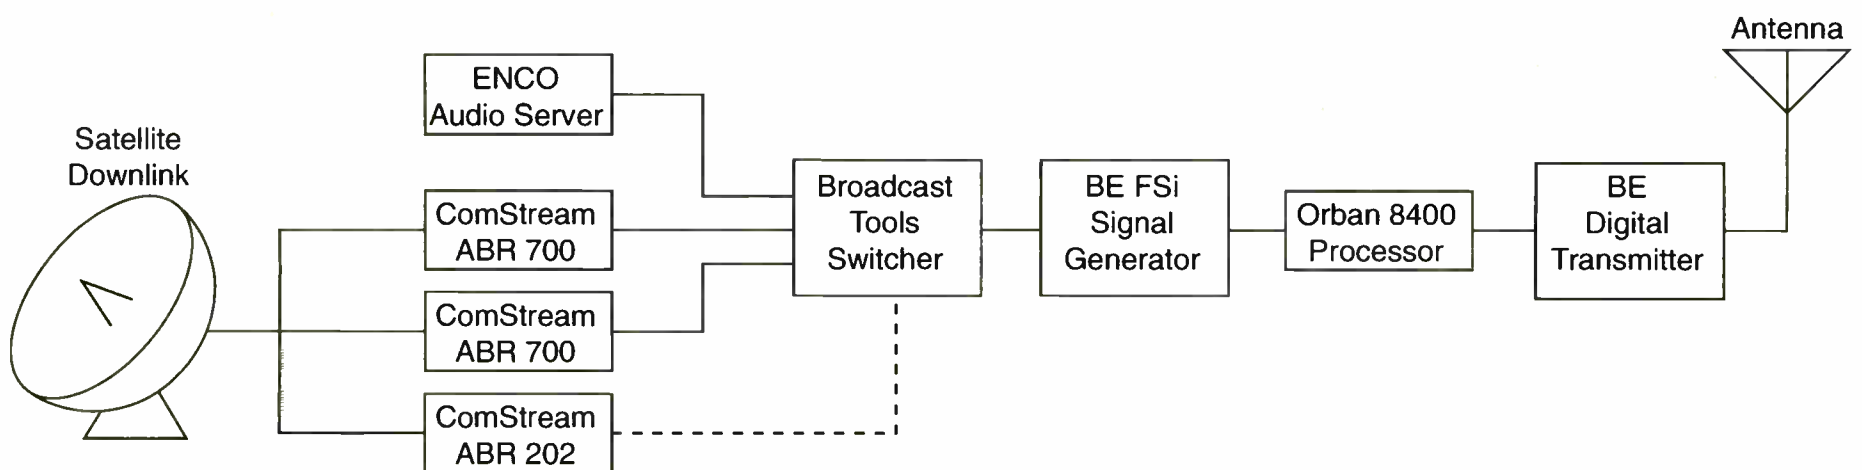 Antenna
ENCO
Audio Server
Satellite
Downlink
ComStream
ABR 700
Broadcast
Tools
Switcher
BE FSi
Signal
Generator
Orban 8400
Processor
BE
Digital
Transmitter
ComStream
ABR 700
ComStream
ABR 202